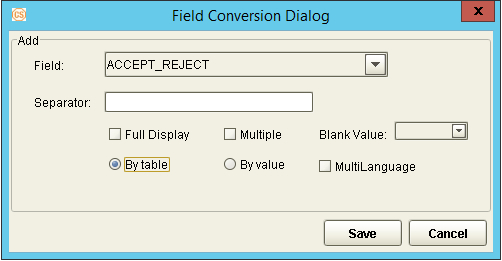 CS
Field Conversion Dialog
x
Add
Field: ACCEPT_REJECT
Separator:
Full Display Multiple Blank Value:
By table By value MultiLanguage
Save Cancel